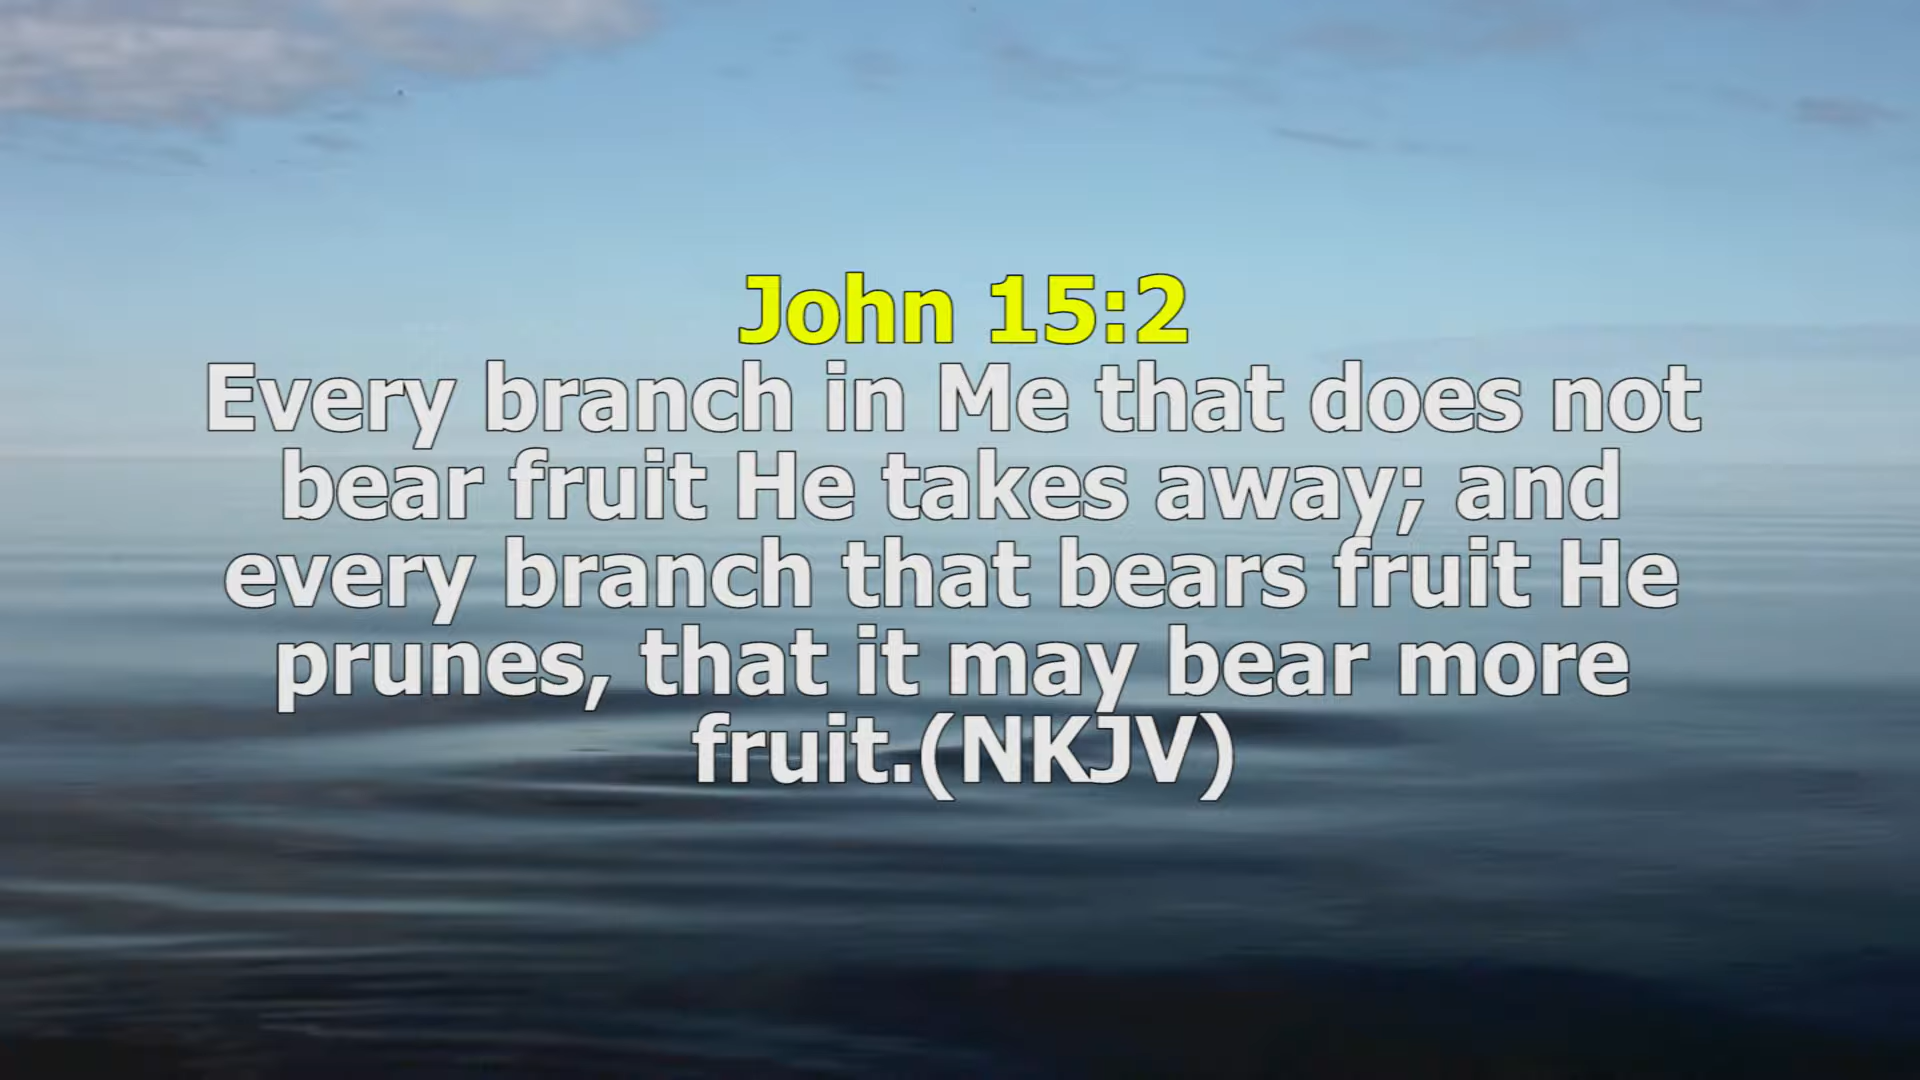 John 15:2
Every branch in Me that does not
bear fruit He takes away; and
every branch that bears fruit He
prunes, that it may bear more
fruit.(NKJV)